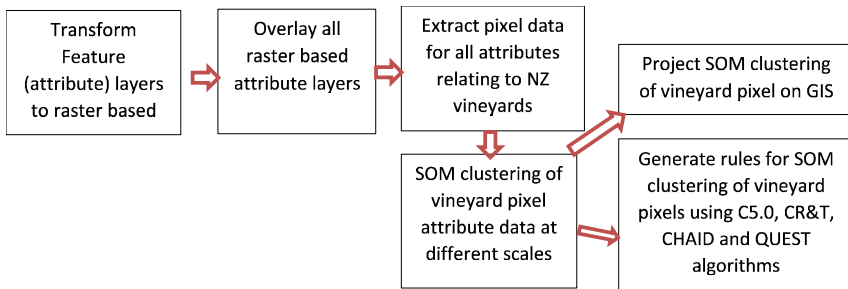 Transform
Feature
(attribute) layers
to raster based
Overlay all
raster based
attribute layers
Extract pixel data
for all attributes
relating to NZ
vineyards
SOM clustering of
vineyard pixel
attribute data at
different scales
Project SOM clustering
of vineyard pixel on GIS
Generate rules for SOM
clustering of vineyard
pixels using C5.0, CR&T,
CHAID and QUEST
algorithms